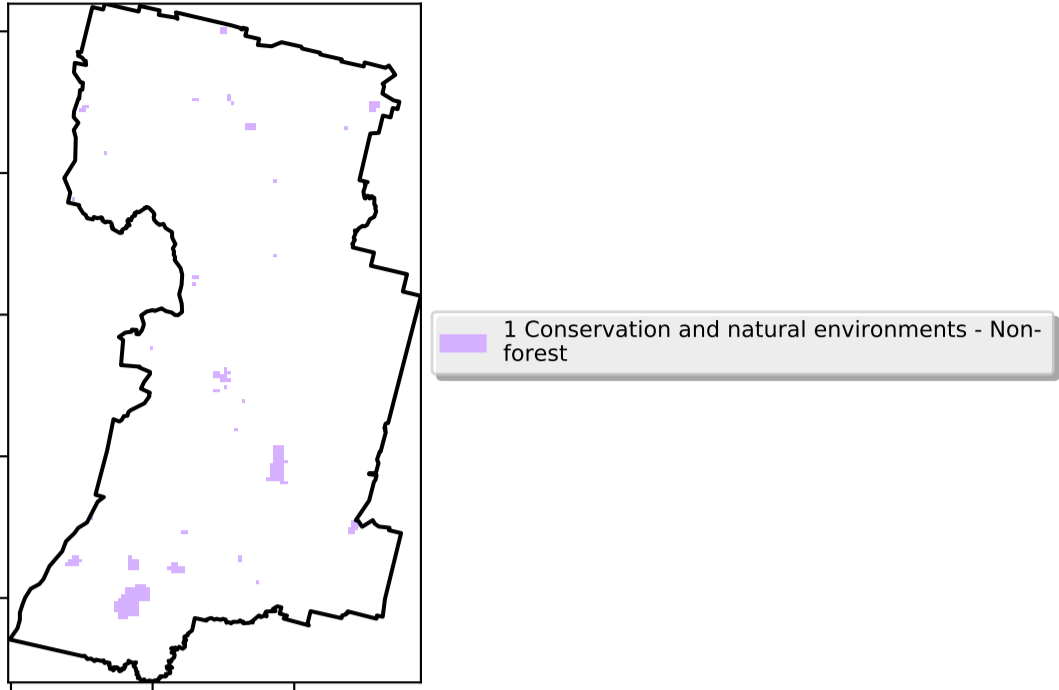 1 Conservation and natural environments - Non-
forest